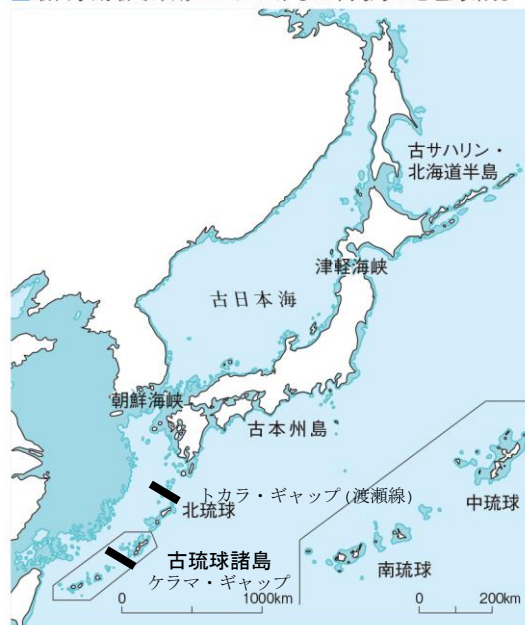 古サハリン・
北海道半島
津軽海峡
古日本海
朝鮮海峡
古本州島
トカラ・ギャップ(渡瀬線)
北琉球
中琉球
古琉球諸島
南琉球
ケラマ・ギャップ
0 1000km
0 200km